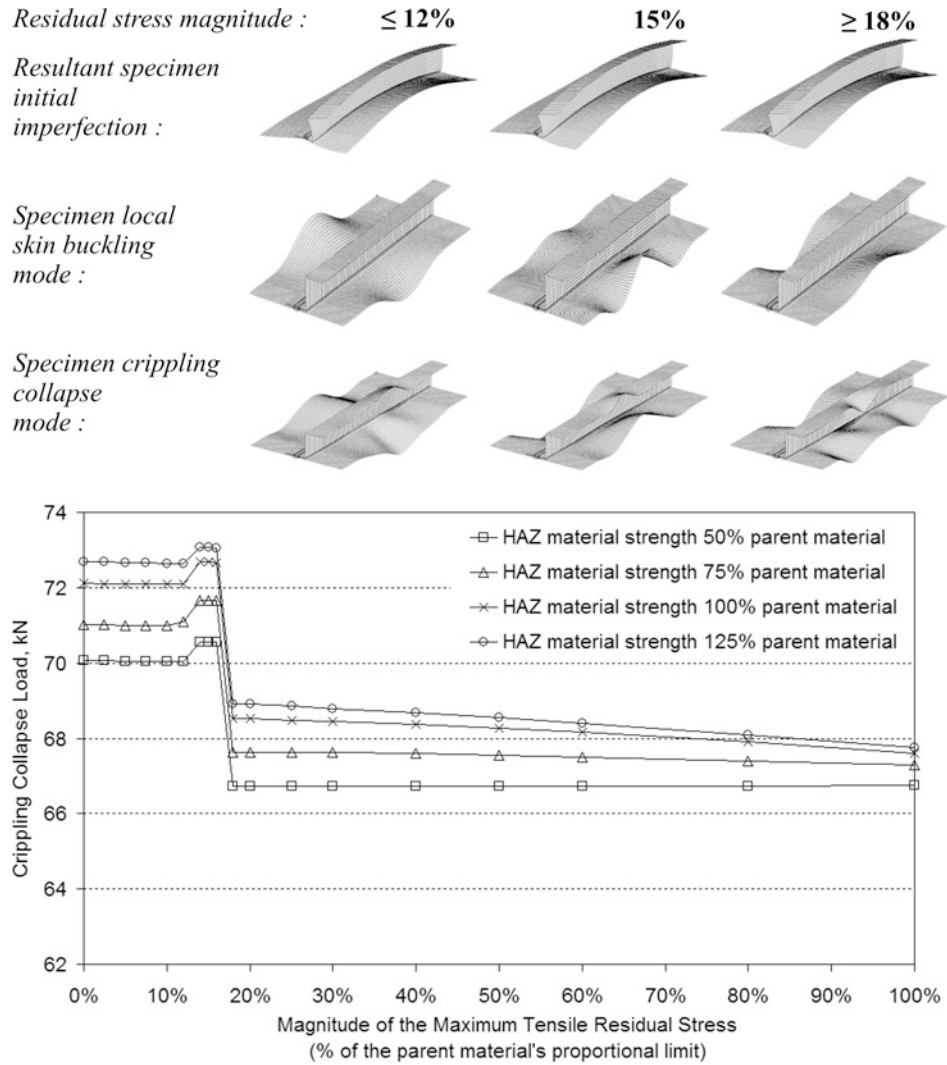 Residual stress magnitude : ≤ 12% 15% ≥ 18%
Resultant specimen
initial
imperfection :
Specimen local
skin buckling
mode :
Specimen crippling
collapse
mode :
74
72
70
68
66
64
62
Crippling Collapse Load, kN
HAZ material strength 50% parent material
HAZ material strength 75% parent material
HAZ material strength 100% parent material
HAZ material strength 125% parent material
0% 10% 20% 30% 40% 50% 60% 70% 80% 90% 100%
Magnitude of the Maximum Tensile Residual Stress
(% of the parent material's proportional limit)